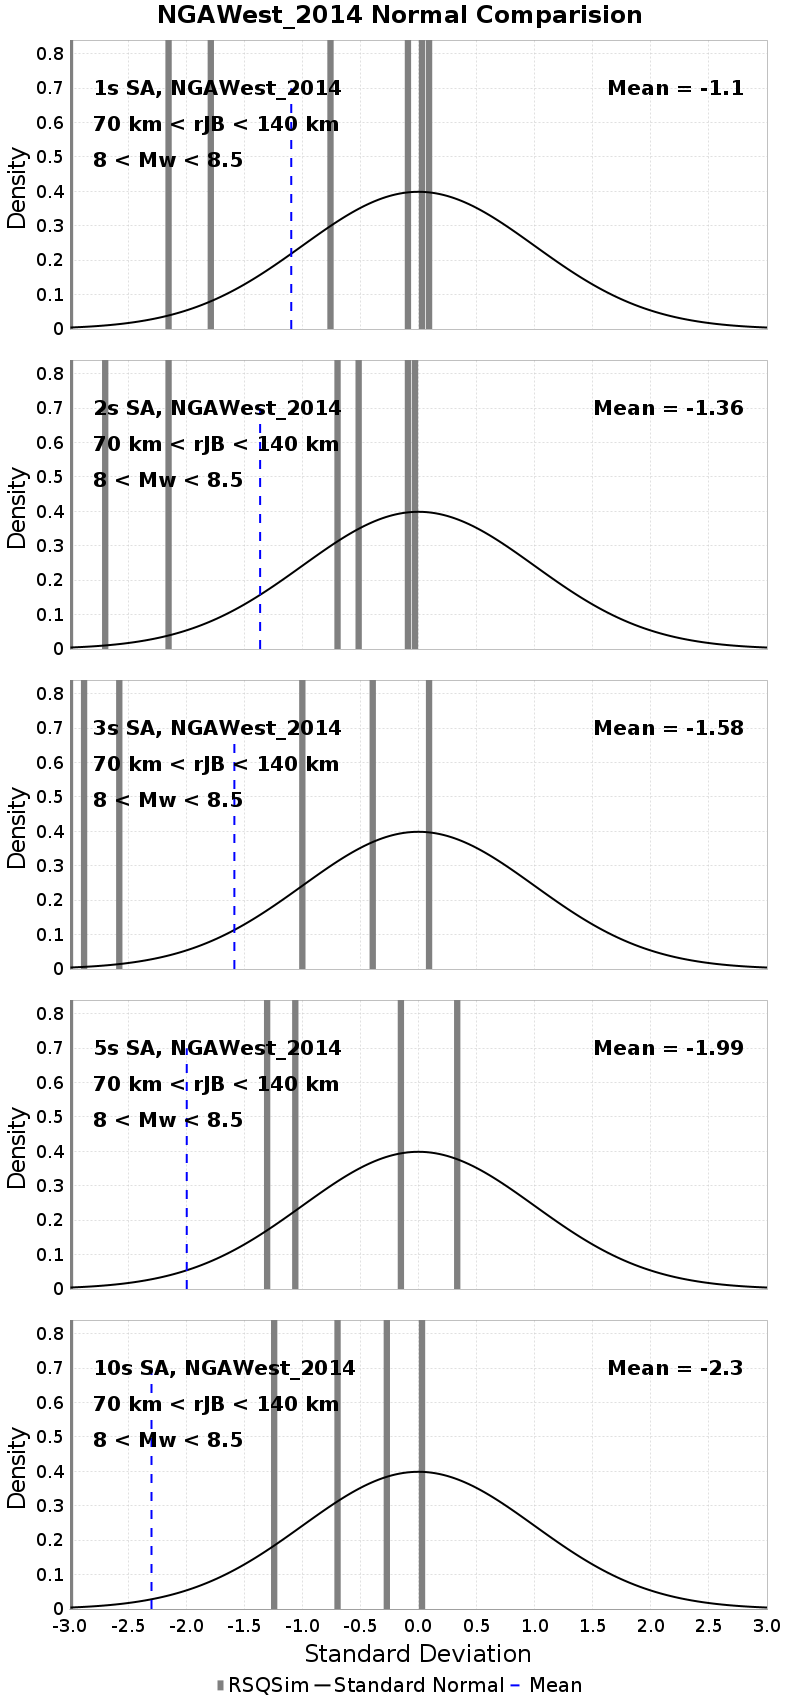 NGAWest_2014 Normal Comparision
0.8
0.7
0.6
0.5
0.4
0.3
0.2
0.1
0
Density
1s SA, NGAWest_2014
70 km < rJB < 140 km
8 < Mw < 8.5
Mean = -1.1
0.8
0.7
0.6
0.5
0.4
0.3
0.2
0.1
0
Density
2s SA, NGAWest_2014
70 km < rJB < 140 km
8 < Mw < 8.5
Mean = -1.36
0.8
0.7
0.6
0.5
0.4
0.3
0.2
0.1
0
Density
3s SA, NGAWest_2014
70 km < rJB < 140 km
8 < Mw < 8.5
Mean = -1.58
0.8
0.7
0.6
0.5
0.4
0.3
0.2
0.1
0
Density
5s SA, NGAWest_2014
70 km < rJB < 140 km
8 < Mw < 8.5
Mean = -1.99
0.8
0.7
0.6
0.5
0.4
0.3
0.2
0.1
0
Density
10s SA, NGAWest_2014
70 km < rJB < 140 km
8 < Mw < 8.5
Mean = -2.3
-3.0 -2.5 -2.0 -1.5 -1.0 -0.5 0.0 0.5 1.0 1.5 2.0 2.5 3.0
Standard Deviation
RSQSim Standard Normal Mean